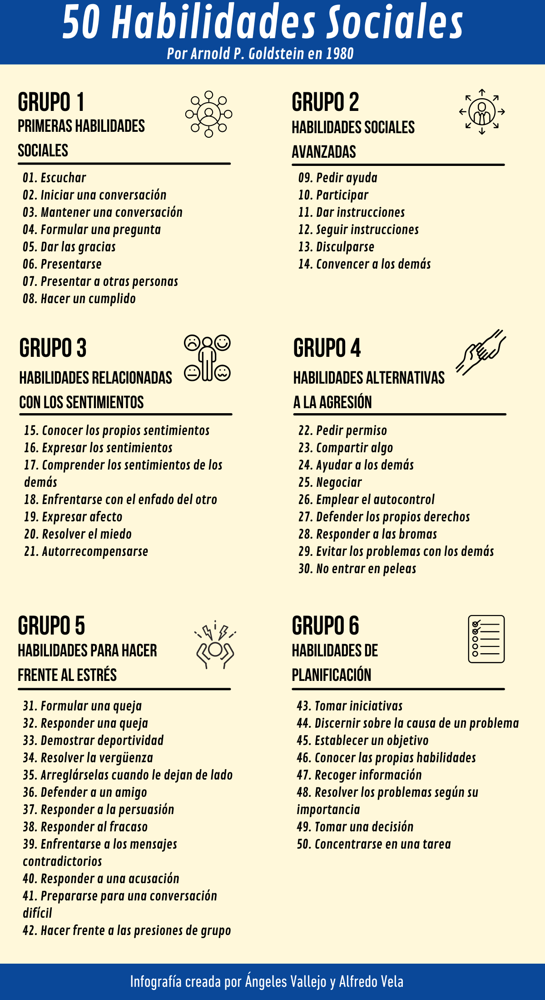 50 Habilidades Sociales
Por Arnold P. Goldstein en 1980
GRUPO 1
PRIMERAS HABILIDADES
SOCIALES
01. Escuchar
02. Iniciar una conversación
03. Mantener una conversación
04. Formular una pregunta
05. Dar las gracias
06. Presentarse
07. Presentar a otras personas
08. Hacer un cumplido
GRUPO 2
HABILIDADES SOCIALES
AVANZADAS
09. Pedir ayuda
10. Participar
11. Dar instrucciones
12. Seguir instrucciones
13. Disculparse
14. Convencer a los demás
GRUPO 3
HABILIDADES RELACIONADAS
CON LOS SENTIMIENTOS
15. Conocer los propios sentimientos
16. Expresar los sentimientos
17. Comprender los sentimientos de los
demás
18. Enfrentarse con el enfado del otro
19. Expresar afecto
20. Resolver el miedo
21. Autorrecompensarse
GRUPO 4
HABILIDADES ALTERNATIVAS
A LA AGRESIÓN
22. Pedir permiso
23. Compartir algo
24. Ayudar a los demás
25. Negociar
26. Emplear el autocontrol
27. Defender los propios derechos
28. Responder a las bromas
29. Evitar los problemas con los demás
30. No entrar en peleas
GRUPO 5
HABILIDADES PARA HACER
FRENTE AL ESTRÉS
31. Formular una queja
32. Responder una queja
33. Demostrar deportividad
34. Resolver la vergüenza
35. Arreglárselas cuando le dejan de lado
36. Defender a un amigo
37. Responder a la persuasión
38. Responder al fracaso
39. Enfrentarse a los mensajes
contradictorios
40. Responder a una acusación
41. Prepararse para una conversación
difícil
42. Hacer frente a las presiones de grupo
GRUPO 6
HABILIDADES DE
PLANIFICACIÓN
43. Tomar iniciativas
44. Discernir sobre la causa de un problema
45. Establecer un objetivo
46. Conocer las propias habilidades
47. Recoger información
48. Resolver los problemas según su
importancia
49. Tomar una decisión
50. Concentrarse en una tarea
Infografía creada por Ángeles Vallejo y Alfredo Vela